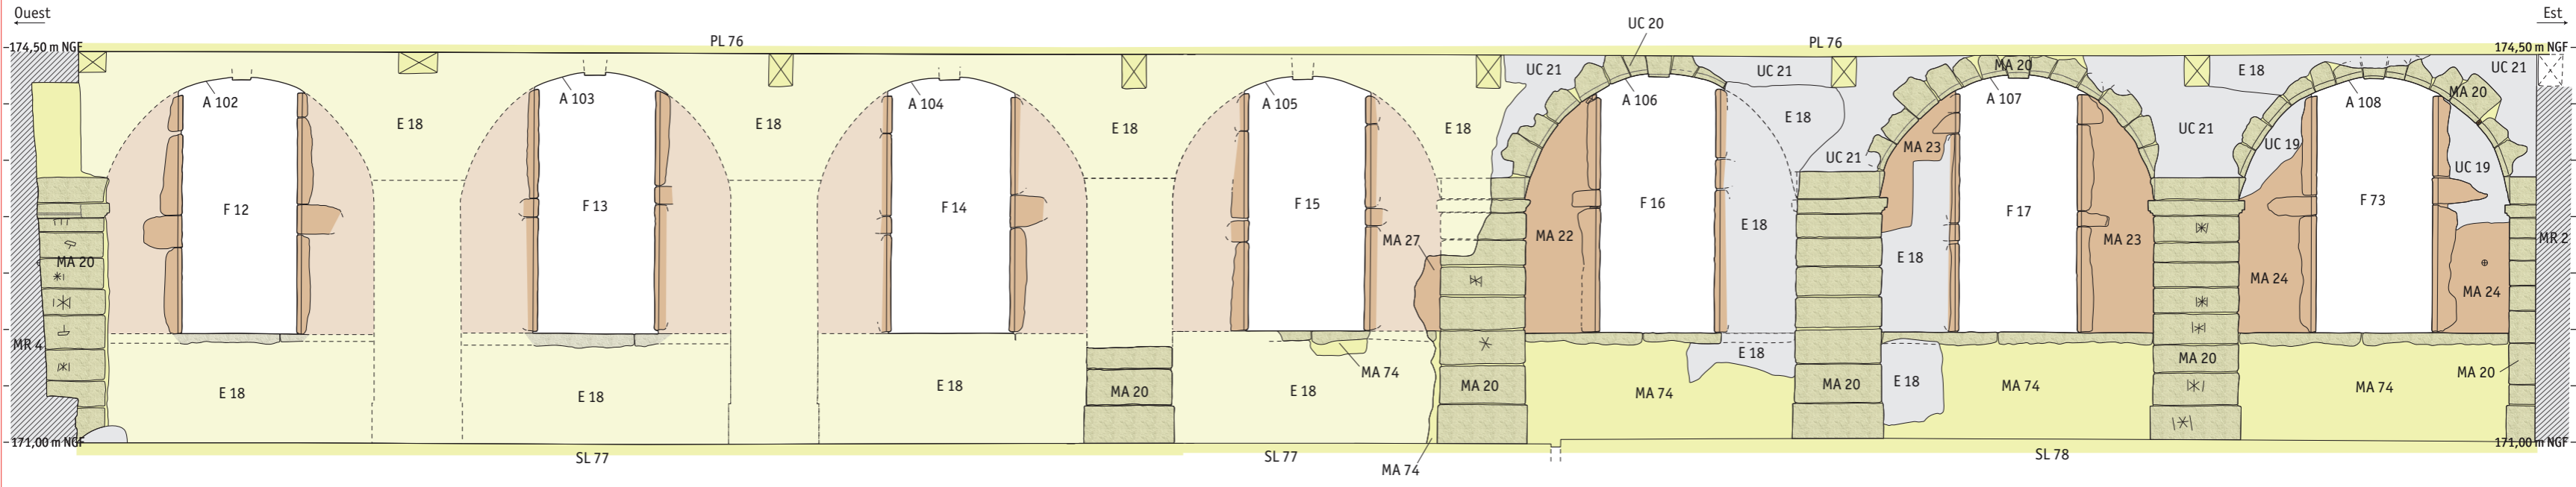 Ouest
Est
UC 20
174,50 m NGF
PL 76
PL 76
174,50 m NGF
A 102
A 103
A 104
A 105
UC 21
A 106
UC 21
MA 20
A 107
E 18
A 108
MA 20
UC 21
E 18
E 18
E 18
E 18
E 18
UC 21
MA 23
UC 21
UC 19
UC 19
F 12
F 13
F 14
F 15
F 16
F 17
F 73
MA 20
MA 27
MA 22
E 18
E 18
MA 23
MA 24
MA 24
MR 2
MR 4
E 18
E 18
E 18
MA 20
E 18
MA 74
MA 20
MA 74
E 18
MA 20
E 18
MA 74
MA 20
MA 74
MA 20
171,00 m NGF
171,00 m NGF
SL 77
SL 77
MA 74
SL 78